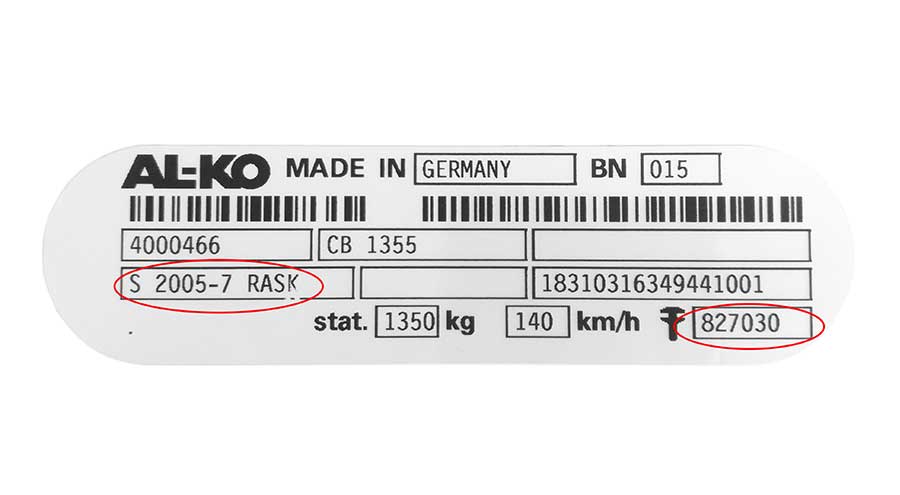 AL-KO MADE IN GERMANY BN 015
4000466 CB 1355
S 2005-7 RASK 18310316349441001
stat. 1350 kg 140 km/h 827030